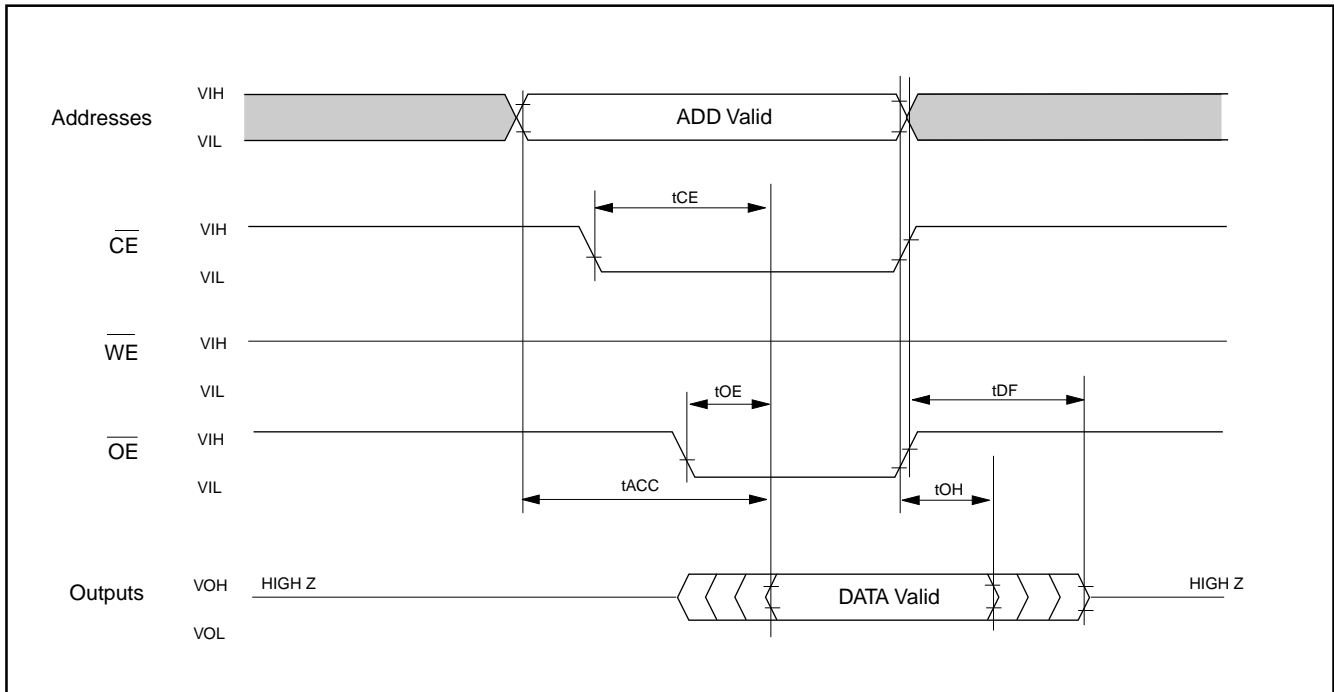 VIH
Addresses
ADD Valid
VIL
tCE
VIH
CE
VIL
VIH
WE
VIL
tOE
tDF
VIH
OE
VIL
tACC
tOH
VOH
HIGH Z
Outputs
DATA Valid
HIGH Z
VOL